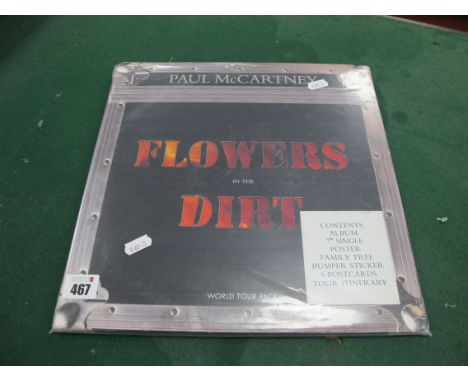 PAUL McCARTNEY
FLOWERS
IN THE
DIRT
CONTENTS:
ALBUM
7" SINGLE
POSTER
FAMILY TREE
BUMPER STICKER
6 POSTCARDS
TOUR ITINERARY
467
WORLD TOUR PACK